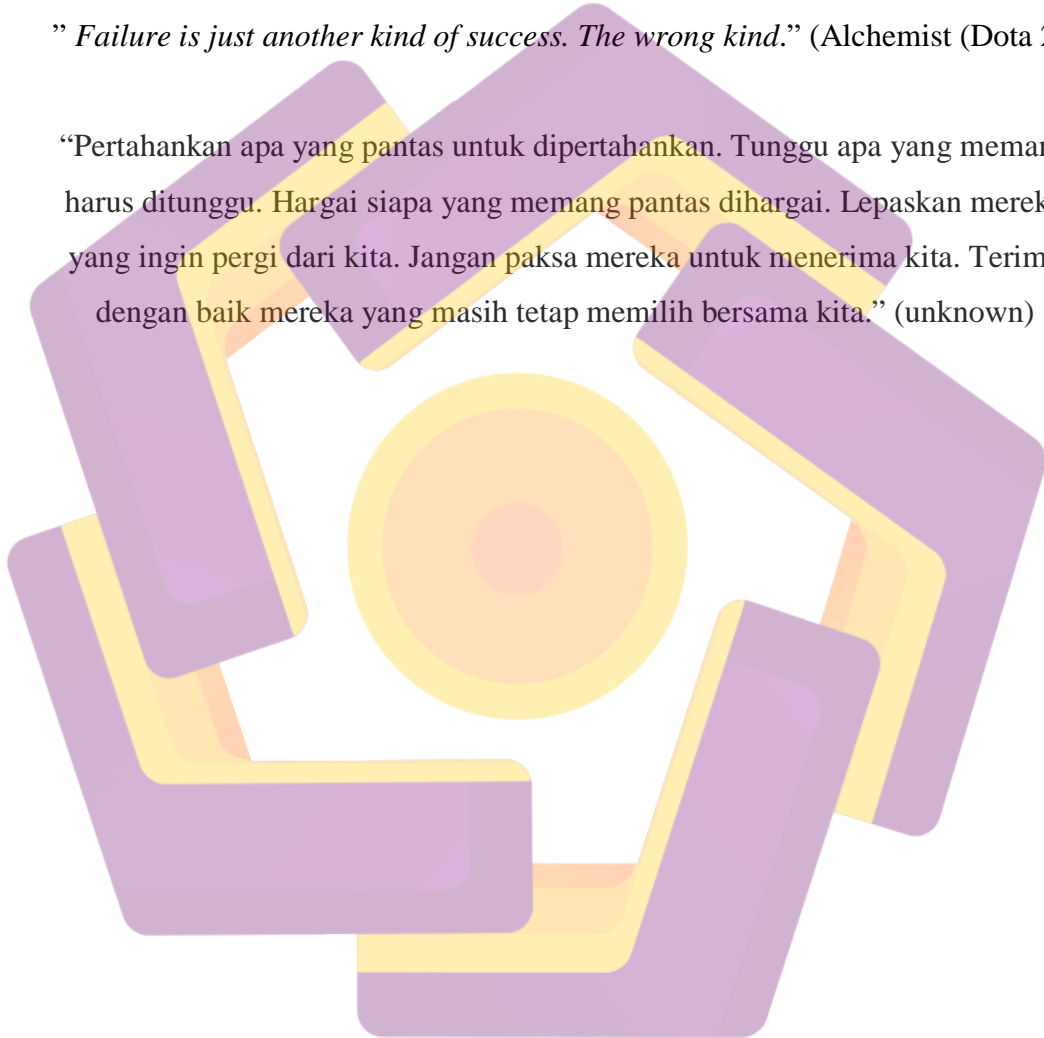 ” Failure is just another kind of success. The wrong kind.” (Alchemist (Dota 2
“Pertahankan apa yang pantas untuk dipertahankan. Tunggu apa yang meman
harus ditunggu. Hargai siapa yang memang pantas dihargai. Lepaskan merek
yang ingin pergi dari kita. Jangan paksa mereka untuk menerima kita. Terim
dengan baik mereka yang masih tetap memilih bersama kita.” (unknown)